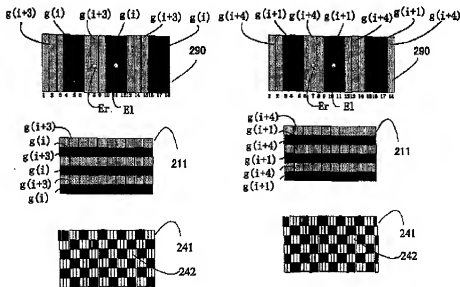 g(i+3) g(i) g(i+3) g(i) g(i+3) g(i)
290
Er. El
g(i+3)
g(i)
g(i+3)
g(i)
g(i+3)
g(i)
211
241
242
g(i+4) g(i+1) g(i+4) g(i+1) g(i+4) g(i+1) g(i+4)
290
Er El
g(i+4)
g(i+1)
g(i+4)
g(i+1)
g(i+4)
g(i+1)
211
241
242